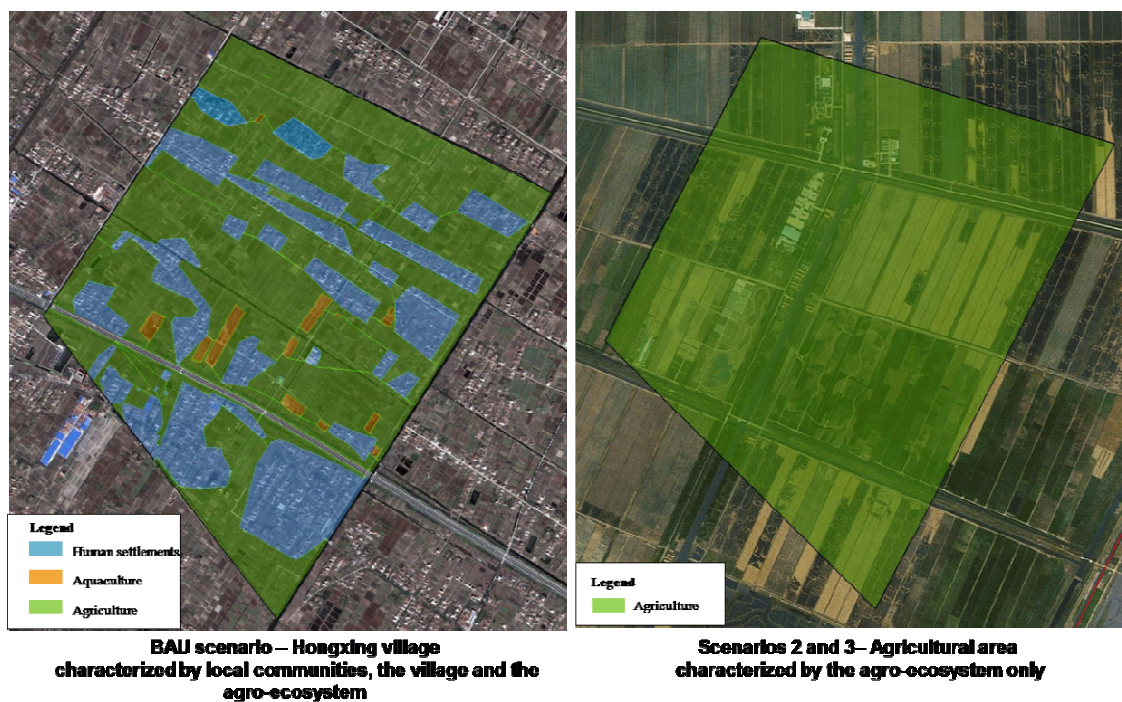 Legend
Human settlements
Aquaculture
Agriculture
BAU scenario – Hongxing village
characterized by local communities, the village and the
agro-ecosystem
Legend
Agriculture
Scenarios 2 and 3– Agricultural area
characterized by the agro-ecosystem only